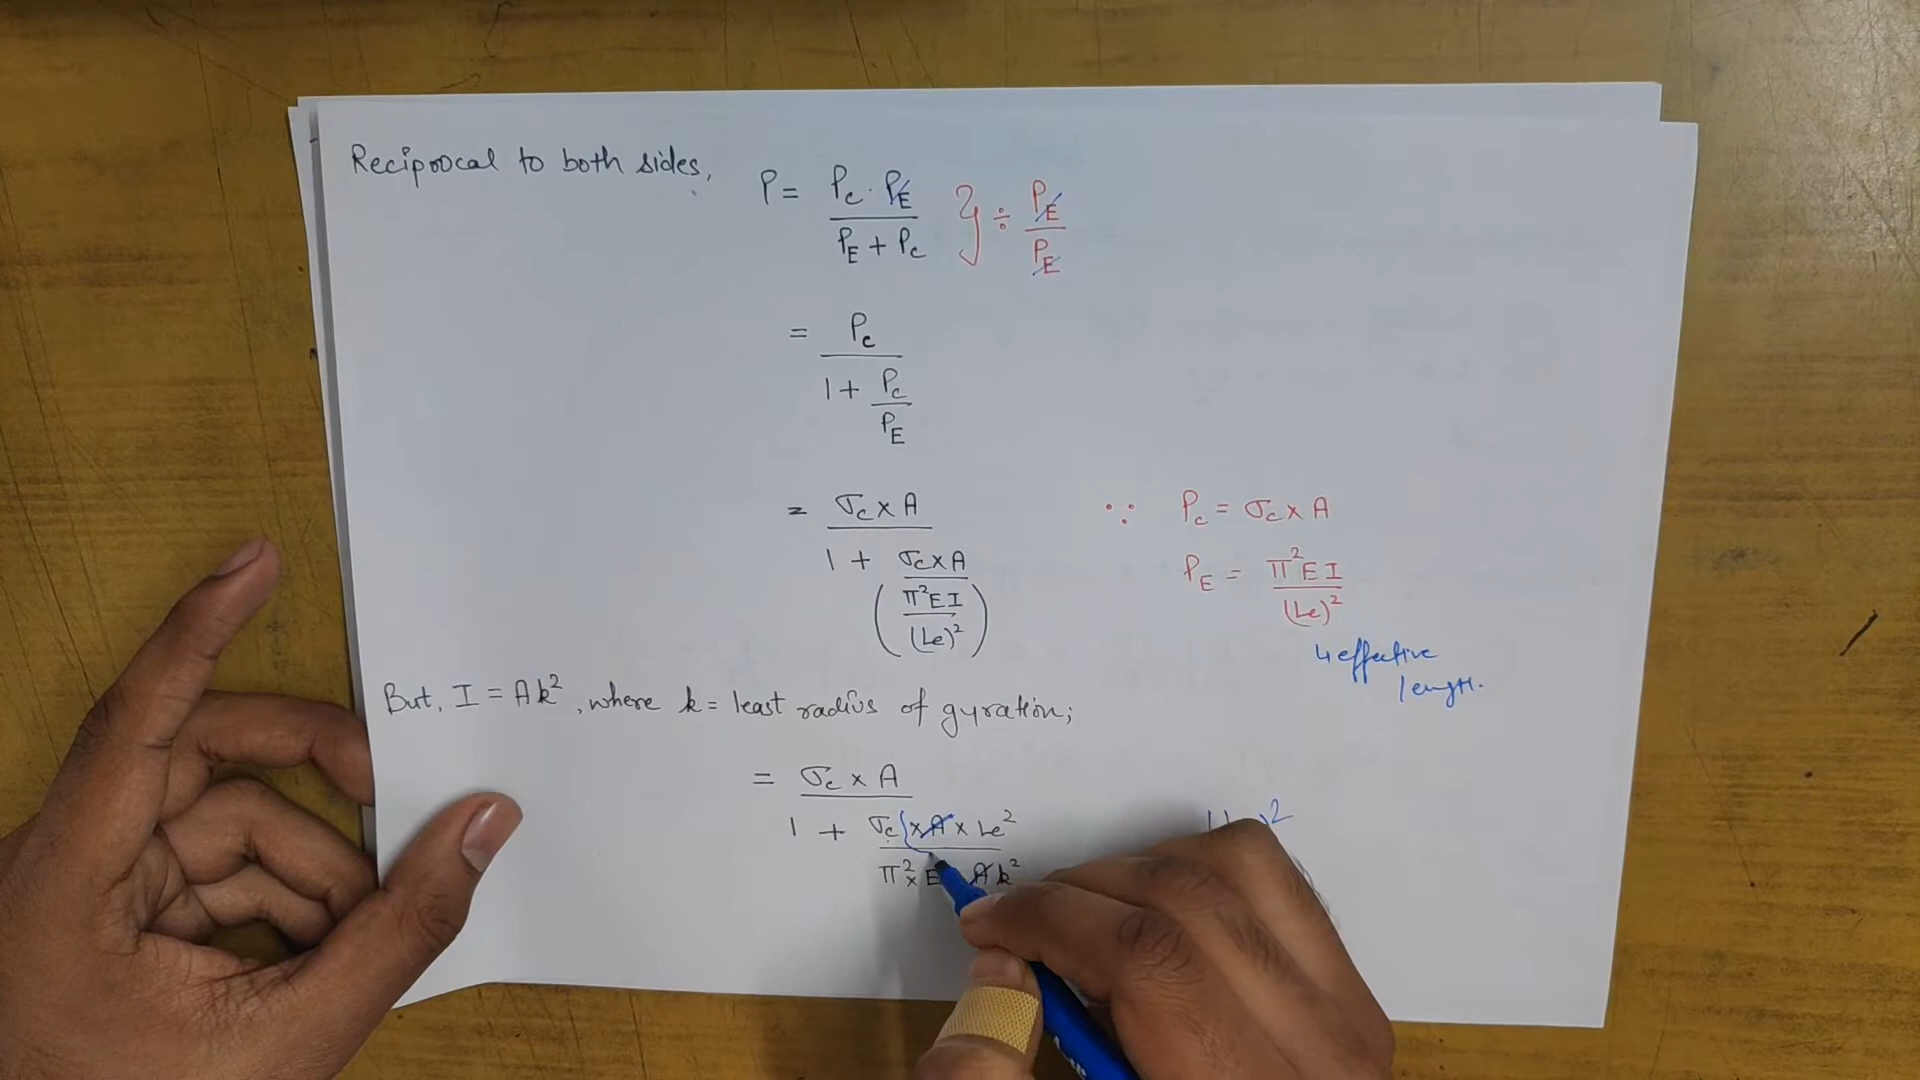 Reciprocal to both sides,
P = Pc · PE / PE + Pc } ÷ PE / PE
= Pc / 1 + Pc / PE
= σc × A / 1 + σc × A / ( π²EI / (Le)² )
∵ Pc = σc × A
PE = π²EI / (Le)²
↳ effective
length.
But, I = Ak², where k = least radius of gyration;
= σc × A / 1 + σc × A × Le² / π² × E A k²